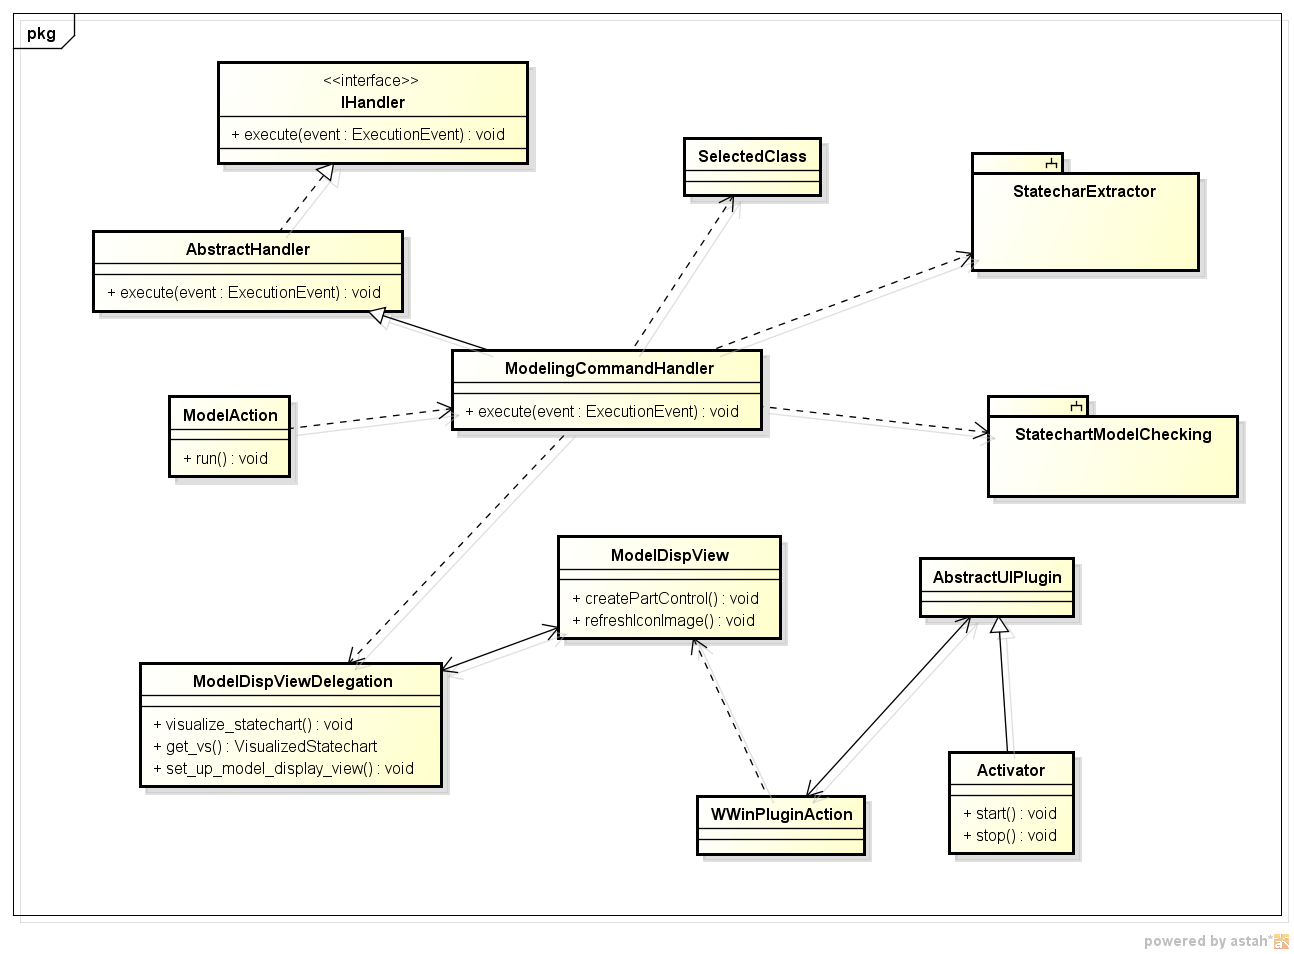 pkg
<<interface>>
IHandler
+ execute(event : ExecutionEvent) : void
SelectedClass
StatecharExtractor
AbstractHandler
+ execute(event : ExecutionEvent) : void
ModelingCommandHandler
+ execute(event : ExecutionEvent) : void
ModelAction
+ run() : void
StatechartModelChecking
ModelDispView
+ createPartControl() : void
+ refreshIconImage() : void
AbstractUIPlugin
ModelDispViewDelegation
+ visualize_statechart() : void
+ get_vs() : VisualizedStatechart
+ set_up_model_display_view() : void
WWinPluginAction
Activator
+ start() : void
+ stop() : void
powered by astah*